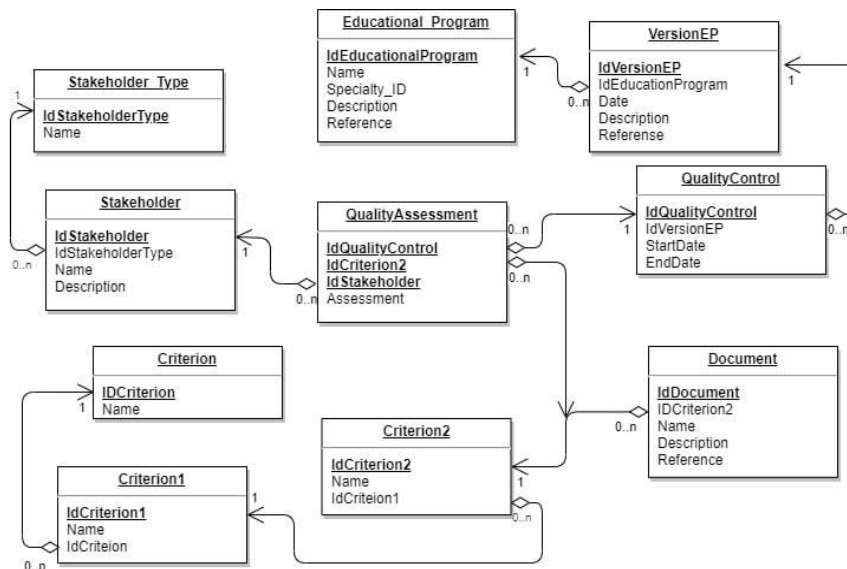 Educational_Program
IdEducationalProgram
Name
Specialty_ID
Description
Reference
1
0..n
VersionEP
IdVersionEP
IdEducationProgram
Date
Description
Referense
1
Stakeholder_Type
IdStakeholderType
Name
1
0..n
Stakeholder
IdStakeholder
IdStakeholderType
Name
Description
1
0..n
QualityAssessment
IdQualityControl
IdCriterion2
IdStakeholder
Assessment
0..n
0..n
1
QualityControl
IdQualityControl
IdVersionEP
StartDate
EndDate
0..n
Criterion
IDCriterion
Name
1
0..n
Criterion1
IdCriterion1
Name
IdCriteion
1
Criterion2
IdCriterion2
Name
IdCriteion1
1
0..n
0..n
Document
IdDocument
IDCriterion2
Name
Description
Reference